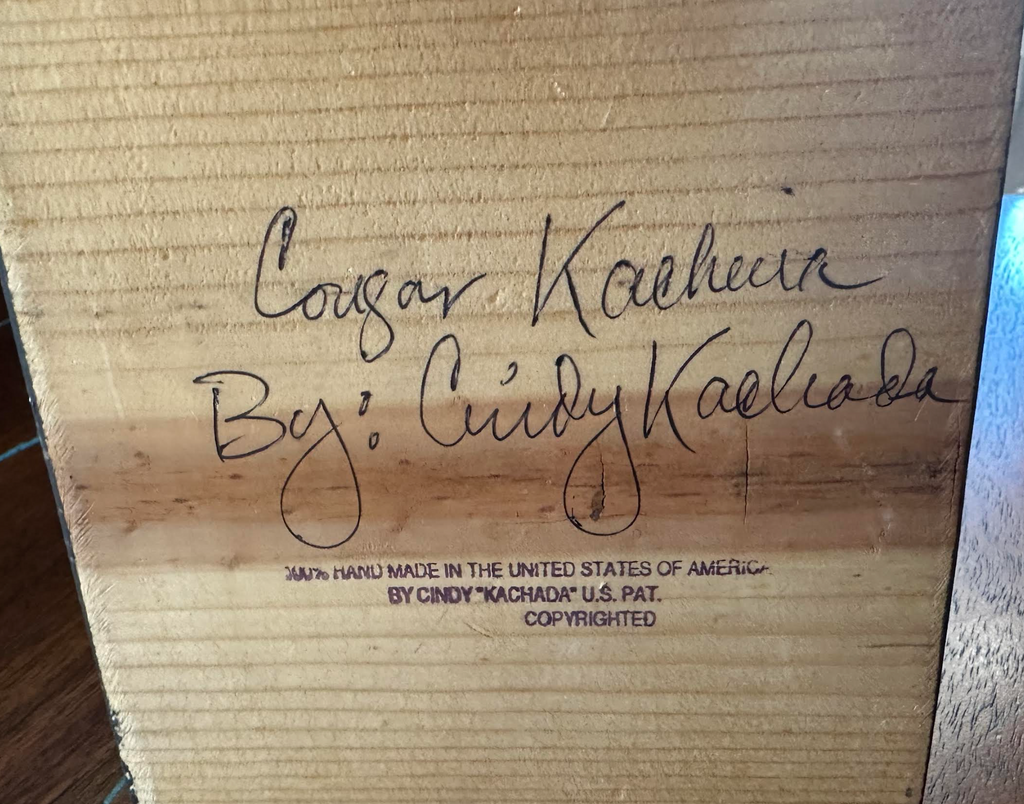 Cougar Kachina
By: Cindy Kachada
100% HAND MADE IN THE UNITED STATES OF AMERICA
BY CINDY "KACHADA" U.S. PAT.
COPYRIGHTED